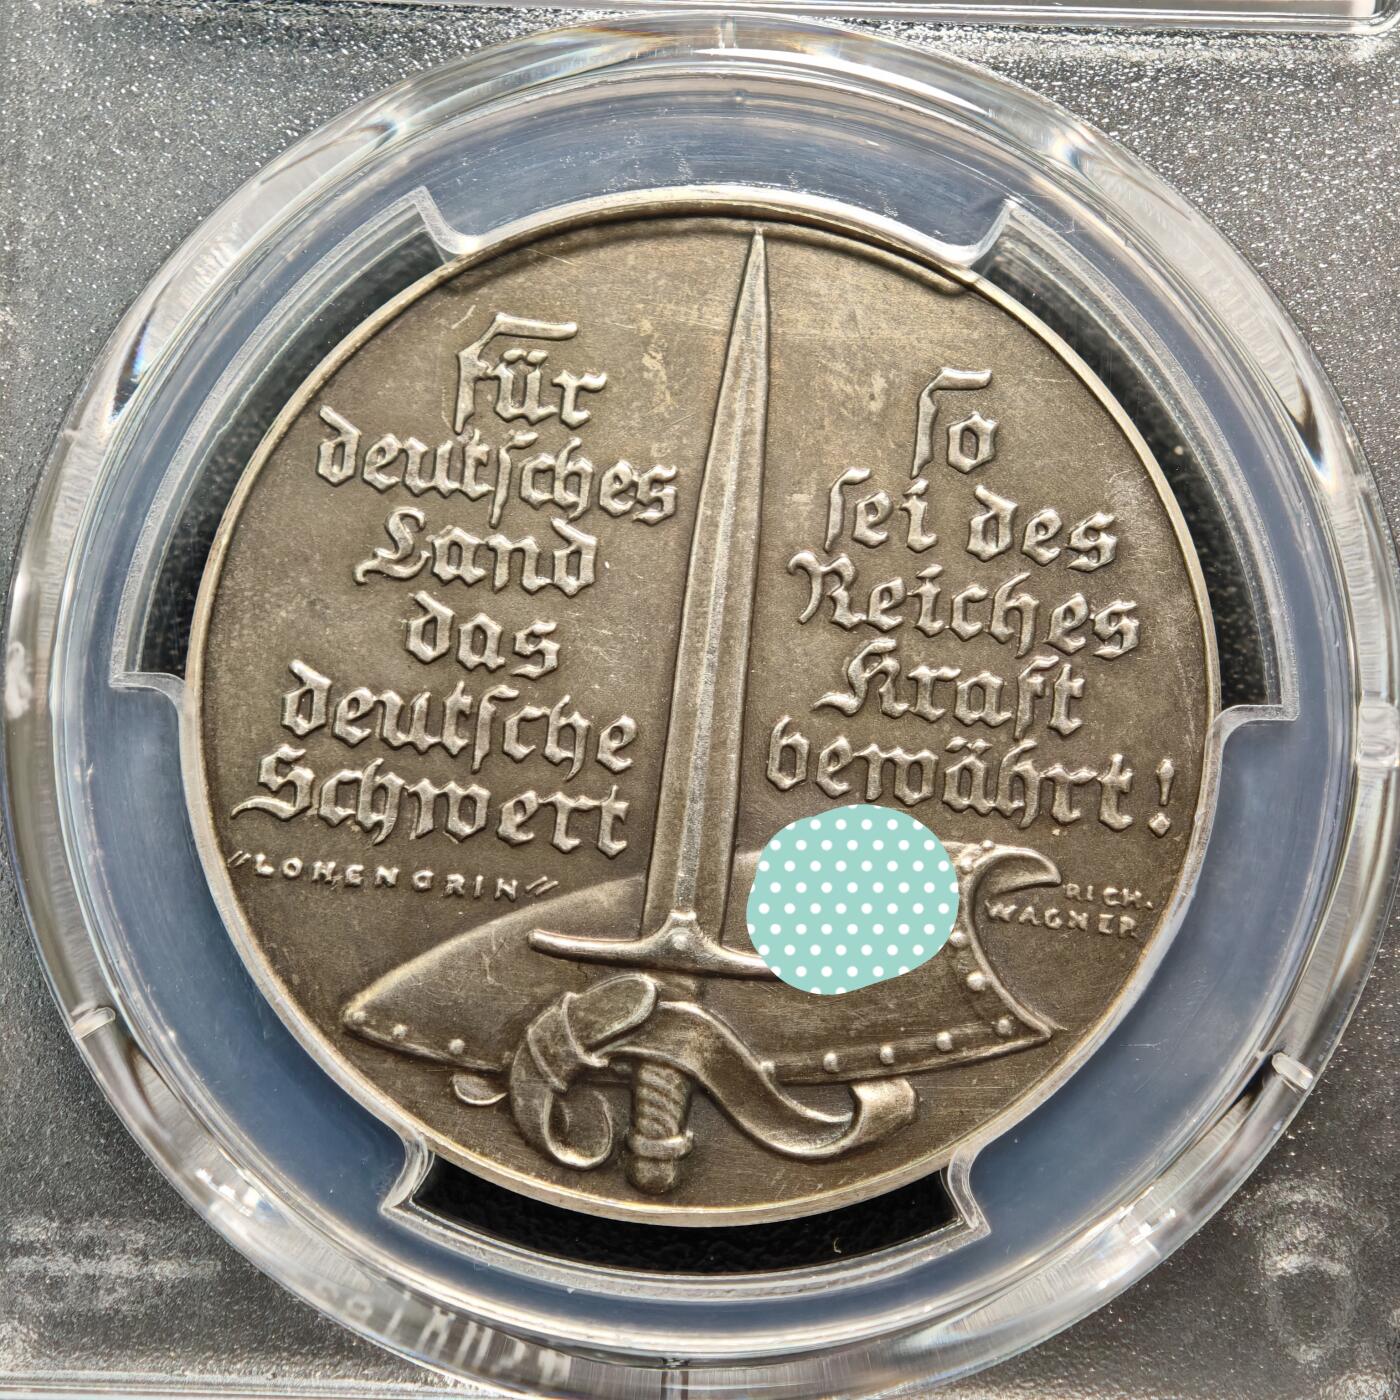 Für
deutſches
Land
das
deutſche
Schwert
"LOHENGRIN"
ſo
ſei des
Reiches
Kraft
bewährt!
RICH.
WAGNER